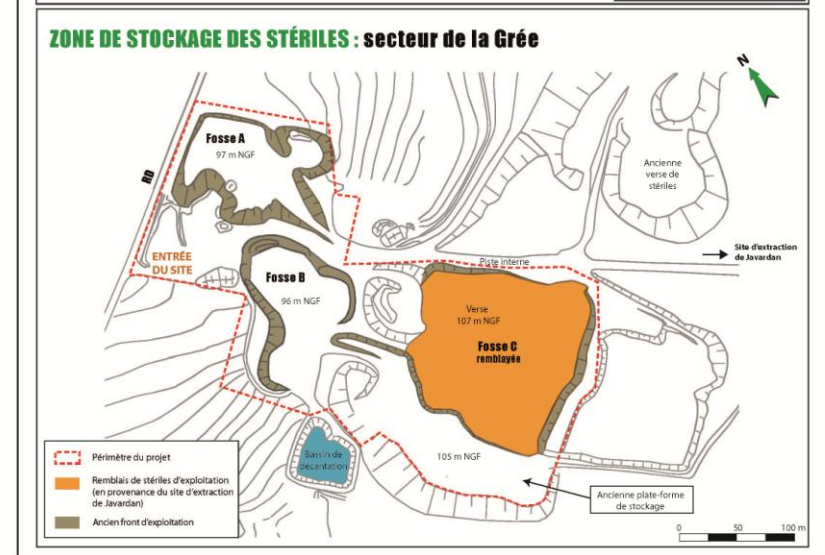 ZONE DE STOCKAGE DES STÉRILES : secteur de la Grée
N
Fosse A
97 m NGF
RD
Ancienne
verse de
stériles
ENTRÉE
DU SITE
Site d'extraction
de Javardan
Piste interne
Fosse B
96 m NGF
Verse
107 m NGF
Fosse C
remblayée
Bassin de
décantation
105 m NGF
Ancienne plate-forme
de stockage
Périmètre du projet
Remblais de stériles d'exploitation
(en provenance du site d'extraction
de Javardan)
Ancien front d'exploitation
0 50 100 m